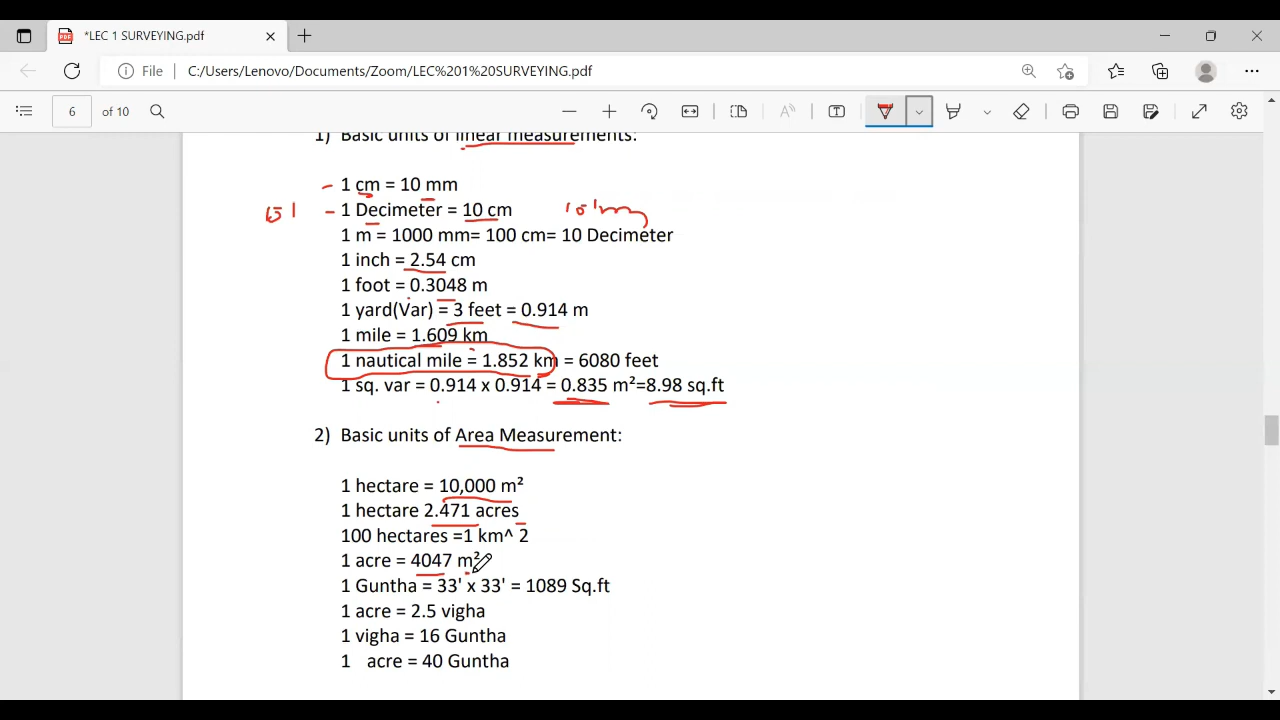 *LEC 1 SURVEYING.pdf
File C:/Users/Lenovo/Documents/Zoom/LEC%201%20SURVEYING.pdf
6 of 10
1) Basic units of linear measurements:
1 cm = 10 mm
1 Decimeter = 10 cm
1 m = 1000 mm= 100 cm= 10 Decimeter
1 inch = 2.54 cm
1 foot = 0.3048 m
1 yard(Var) = 3 feet = 0.914 m
1 mile = 1.609 km
1 nautical mile = 1.852 km = 6080 feet
1 sq. var = 0.914 x 0.914 = 0.835 m²=8.98 sq.ft
2) Basic units of Area Measurement:
1 hectare = 10,000 m²
1 hectare 2.471 acres
100 hectares =1 km^ 2
1 acre = 4047 m²
1 Guntha = 33' x 33' = 1089 Sq.ft
1 acre = 2.5 vigha
1 vigha = 16 Guntha
1 acre = 40 Guntha